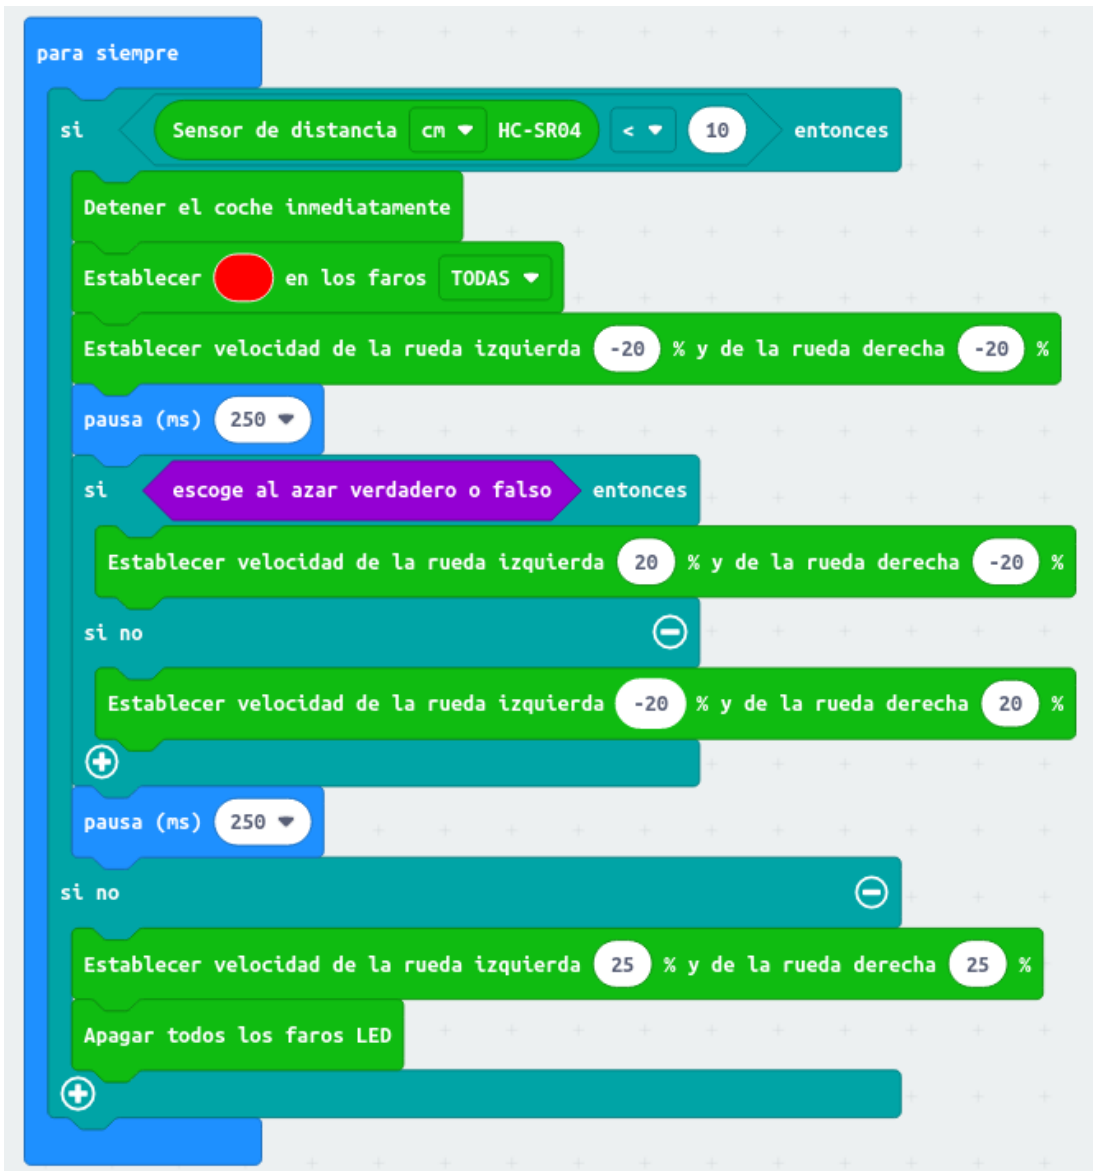 para siempre
si Sensor de distancia cm HC-SR04 < 10 entonces
Detener el coche inmediatamente
Establecer en los faros TODAS
Establecer velocidad de la rueda izquierda -20 % y de la rueda derecha -20 %
pausa (ms) 250
si escoge al azar verdadero o falso entonces
Establecer velocidad de la rueda izquierda 20 % y de la rueda derecha -20 %
si no
Establecer velocidad de la rueda izquierda -20 % y de la rueda derecha 20 %
pausa (ms) 250
si no
Establecer velocidad de la rueda izquierda 25 % y de la rueda derecha 25 %
Apagar todos los faros LED